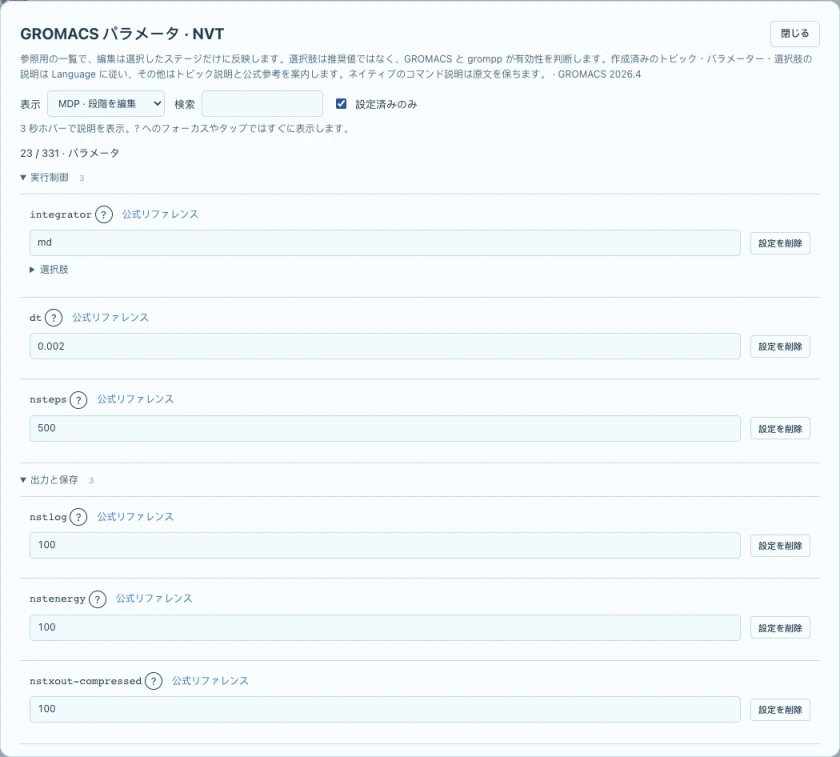 GROMACS パラメータ · NVT
閉じる
参照用の一覧で、編集は選択したステージだけに反映します。選択肢は推奨値ではなく、GROMACS と grompp が有効性を判断します。作成済みのトピック・パラメーター・選択肢の
説明は Language に従い、その他はトピック説明と公式参考を案内します。ネイティブのコマンド説明は原文を保ちます。 · GROMACS 2026.4
表示 MDP · 段階を編集 検索 設定済みのみ
3 秒ホバーで説明を表示。? へのフォーカスやタップではすぐに表示します。
23 / 331 · パラメータ
▼ 実行制御 3
integrator ? 公式リファレンス
md 設定を削除
▶ 選択肢
dt ? 公式リファレンス
0.002 設定を削除
nsteps ? 公式リファレンス
500 設定を削除
▼ 出力と保存 3
nstlog ? 公式リファレンス
100 設定を削除
nstenergy ? 公式リファレンス
100 設定を削除
nstxout-compressed ? 公式リファレンス
100 設定を削除